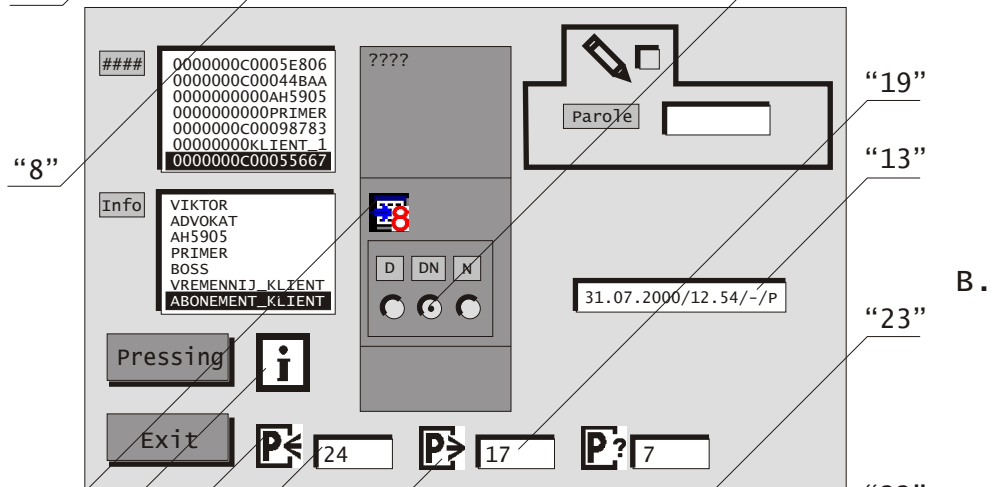 ####
0000000C0005E806
0000000C00044BAA
0000000000AH5905
0000000000PRIMER
0000000C00098783
00000000KLIENT_1
0000000C00055667
????
Parole
“19”
“13”
“8”
Info
VIKTOR
ADVOKAT
AH5905
PRIMER
BOSS
VREMENNIJ_KLIENT
ABONEMENT_KLIENT
8
D DN N
31.07.2000/12.54/-/P
B.
“23”
Pressing
i
Exit
P< 24
P> 17
P? 7